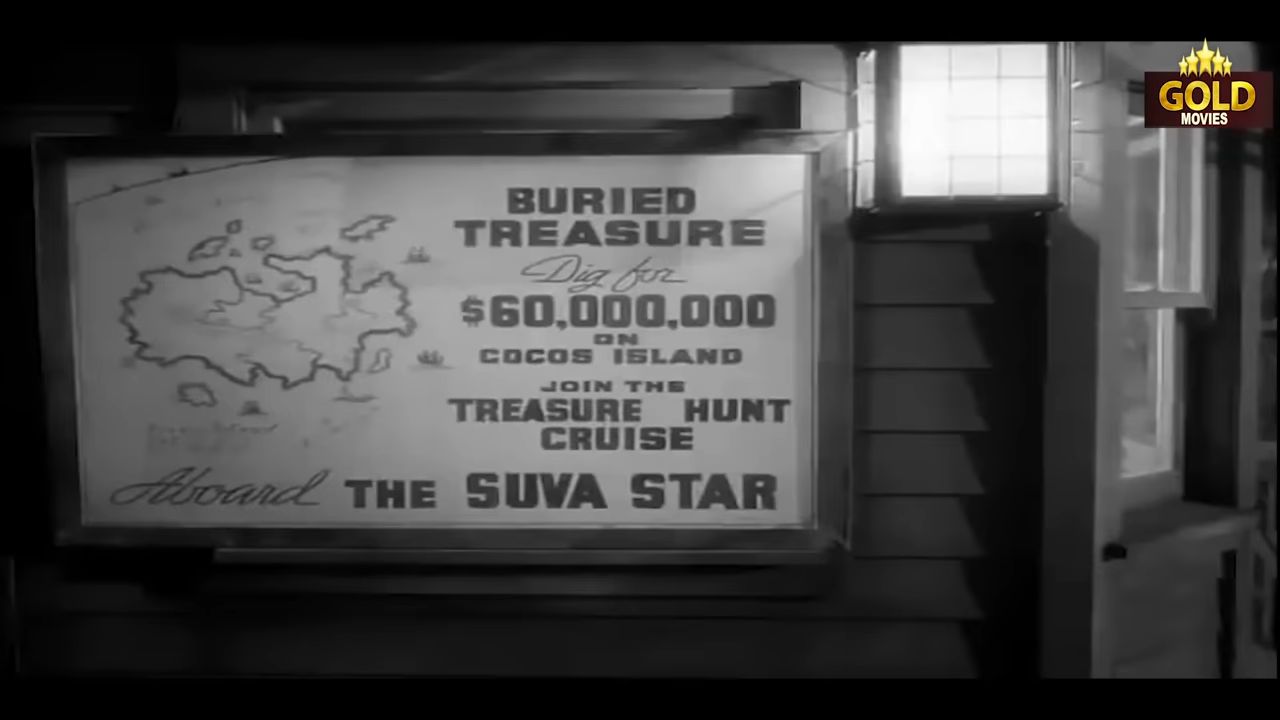 BURIED
TREASURE
Dig for
$60,000,000
ON
COCOS ISLAND
JOIN THE
TREASURE HUNT
CRUISE
Aboard THE SUVA STAR
GOLD
MOVIES